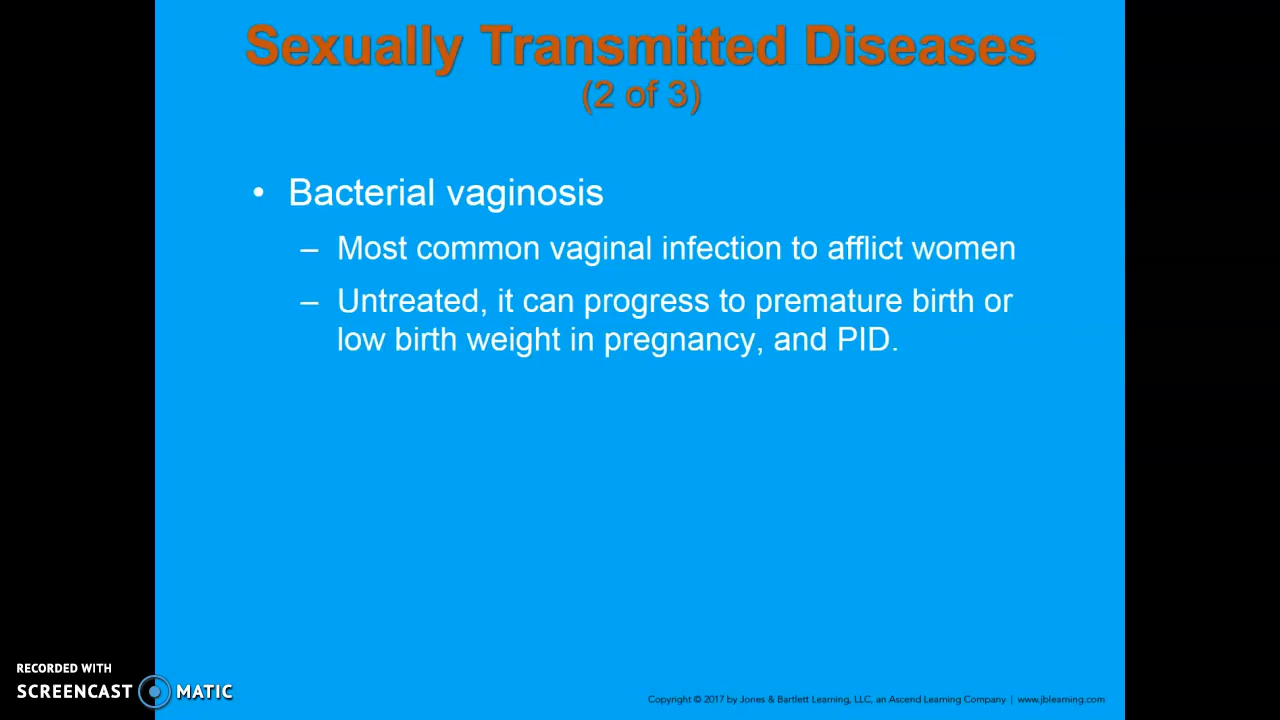 Sexually Transmitted Diseases
(2 of 3)
• Bacterial vaginosis
– Most common vaginal infection to afflict women
– Untreated, it can progress to premature birth or
low birth weight in pregnancy, and PID.
RECORDED WITH
SCREENCAST MATIC
Copyright © 2017 by Jones & Bartlett Learning, LLC, an Ascend Learning Company | www.jblearning.com